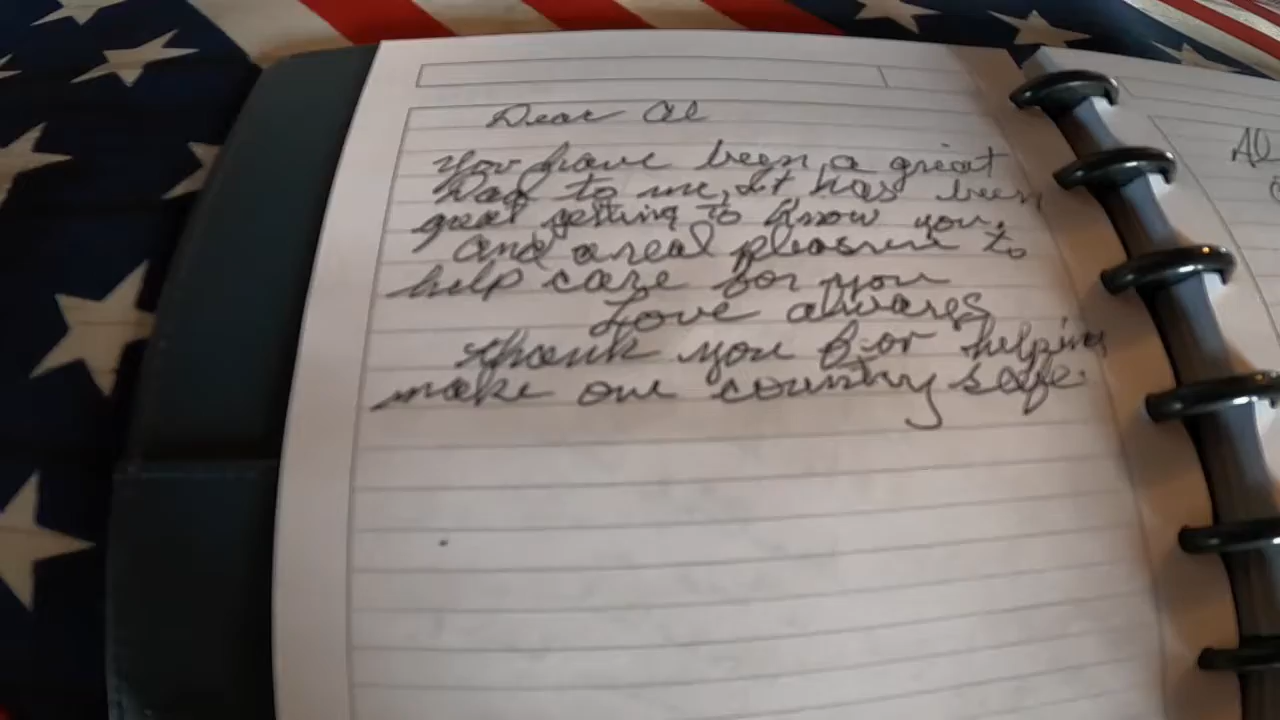 Dear Al
You have been a great
Dad to me, It has been
great getting to know you,
and a real pleasure to
help care for you
Love always
thank you for helping
make our country safe.
Al